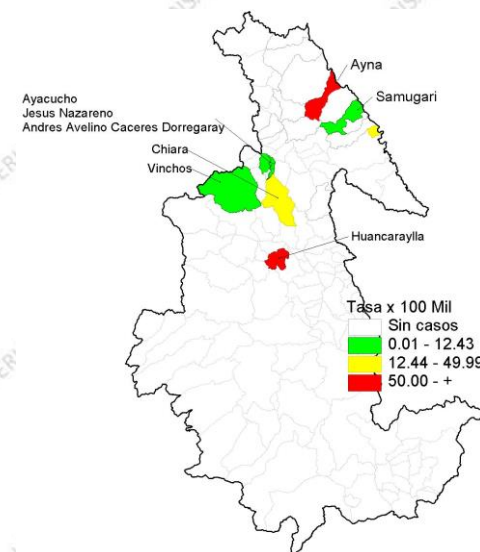 Ayna
Samugari
Ayacucho
Jesus Nazareno
Andres Avelino Caceres Dorregaray
Chiara
Vinchos
Huancaraylla
Tasa x 100 Mil
Sin casos
0.01 - 12.43
12.44 - 49.99
50.00 - +